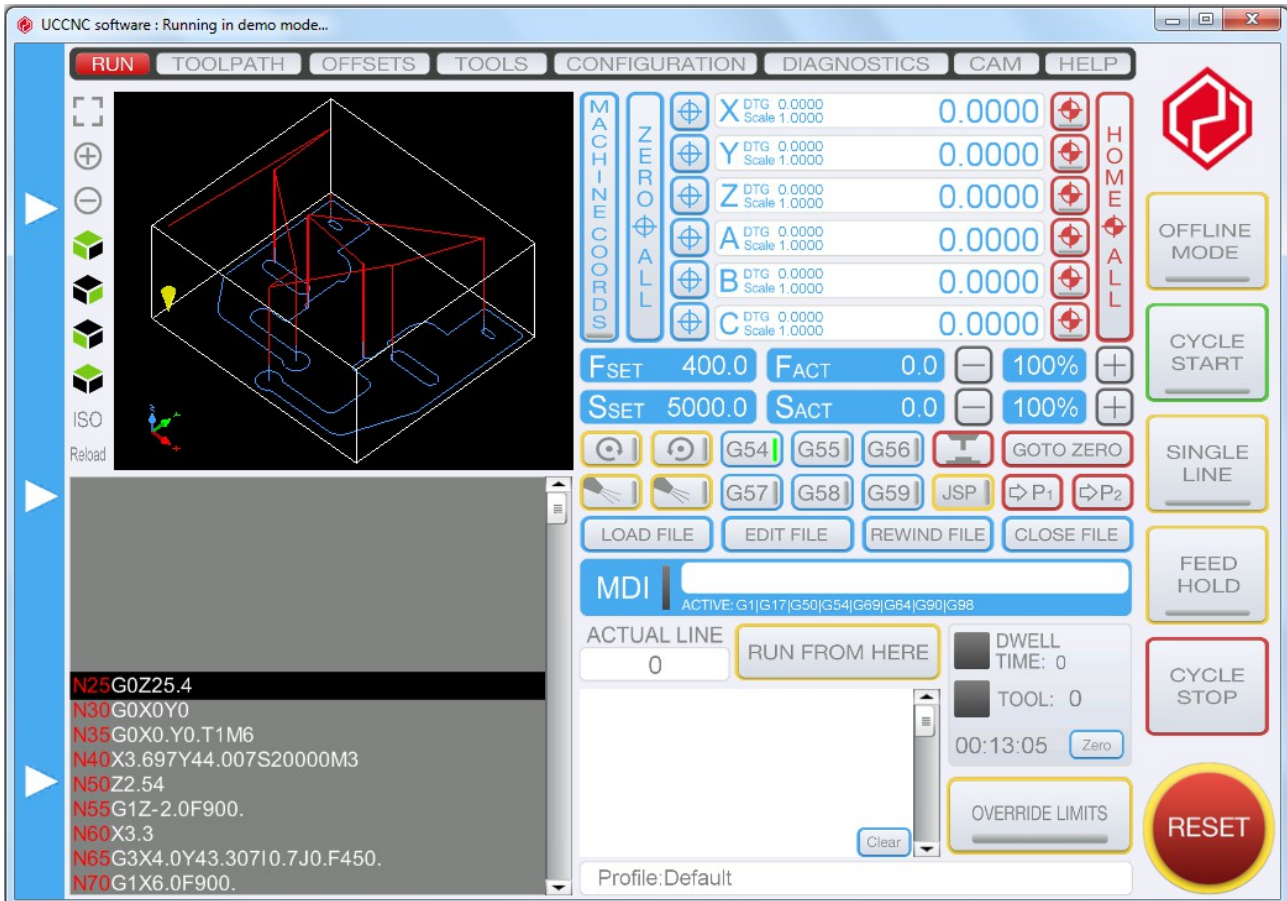 UCCNC software : Running in demo mode...
RUN TOOLPATH OFFSETS TOOLS CONFIGURATION DIAGNOSTICS CAM HELP
ISO
Reload
MACHINE COORDS
ZERO ALL
X DTG 0.0000 Scale 1.0000 0.0000
Y DTG 0.0000 Scale 1.0000 0.0000
Z DTG 0.0000 Scale 1.0000 0.0000
A DTG 0.0000 Scale 1.0000 0.0000
B DTG 0.0000 Scale 1.0000 0.0000
C DTG 0.0000 Scale 1.0000 0.0000
HOME ALL
FSET 400.0 FACT 0.0 100%
SSET 5000.0 SACT 0.0 100%
G54 G55 G56 GOTO ZERO
G57 G58 G59 JSP P1 P2
LOAD FILE EDIT FILE REWIND FILE CLOSE FILE
MDI
ACTIVE: G1|G17|G50|G54|G69|G64|G90|G98
ACTUAL LINE
0
RUN FROM HERE
DWELL
TIME: 0
TOOL: 0
00:13:05 Zero
OVERRIDE LIMITS
Clear
Profile:Default
N25G0Z25.4
N30G0X0Y0
N35G0X0.Y0.T1M6
N40X3.697Y44.007S20000M3
N50Z2.54
N55G1Z-2.0F900.
N60X3.3
N65G3X4.0Y43.307I0.7J0.F450.
N70G1X6.0F900.
OFFLINE
MODE
CYCLE
START
SINGLE
LINE
FEED
HOLD
CYCLE
STOP
RESET